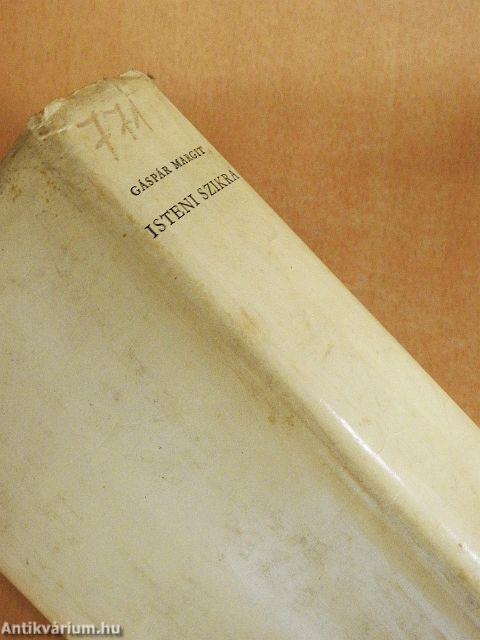 771
GÁSPÁR MARGIT
ISTENI SZIKRA
Antikvárium.hu